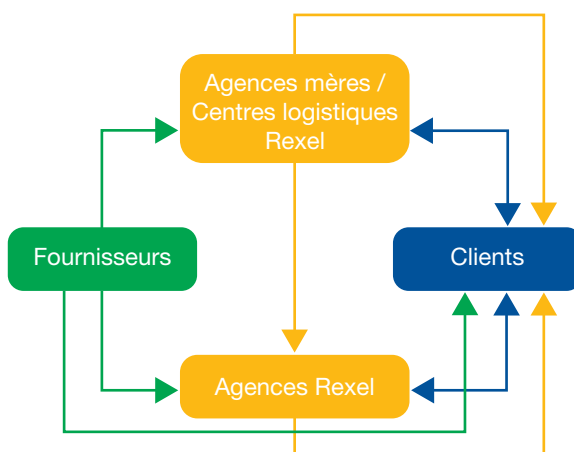 Agences mères /
Centres logistiques
Rexel
Fournisseurs
Clients
Agences Rexel